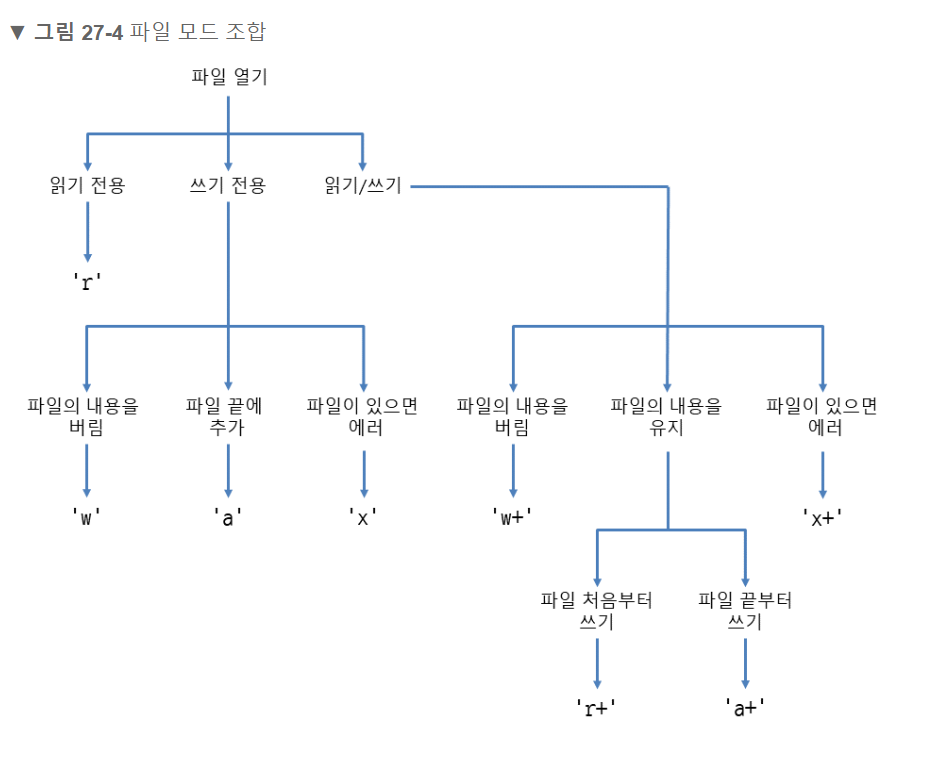 ▼ 그림 27-4 파일 모드 조합
파일 열기
읽기 전용
쓰기 전용
읽기/쓰기
'r'
파일의 내용을
버림
파일 끝에
추가
파일이 있으면
에러
파일의 내용을
버림
파일의 내용을
유지
파일이 있으면
에러
'w'
'a'
'x'
'w+'
'x+'
파일 처음부터
쓰기
파일 끝부터
쓰기
'r+'
'a+'